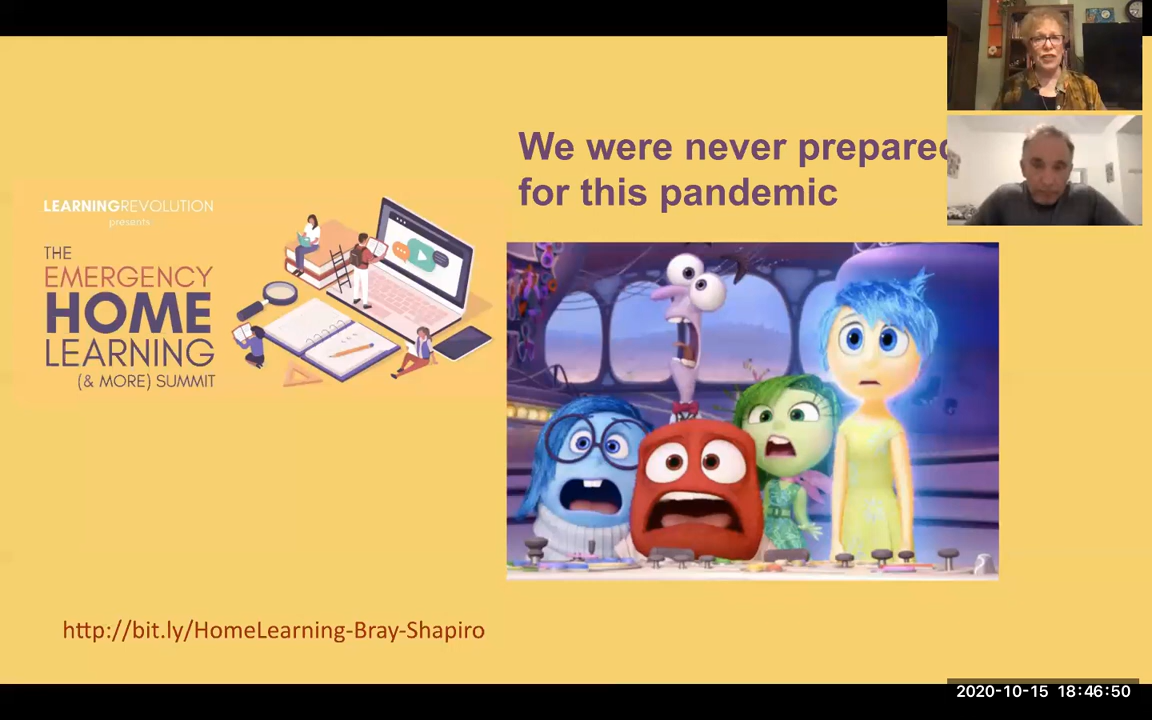 We were never prepared
for this pandemic
LEARNINGREVOLUTION
presents
THE
EMERGENCY
HOME
LEARNING
(& MORE) SUMMIT
http://bit.ly/HomeLearning-Bray-Shapiro
2020-10-15 18:46:50